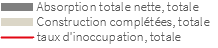 Absorption totale nette, totale
Construction complétées, totale
taux d'inoccupation, totale